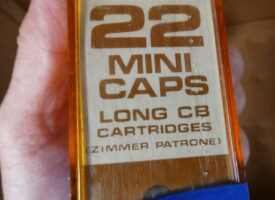 22
MINI
CAPS
LONG CB
CARTRIDGES
(ZIMMER PATRONE)